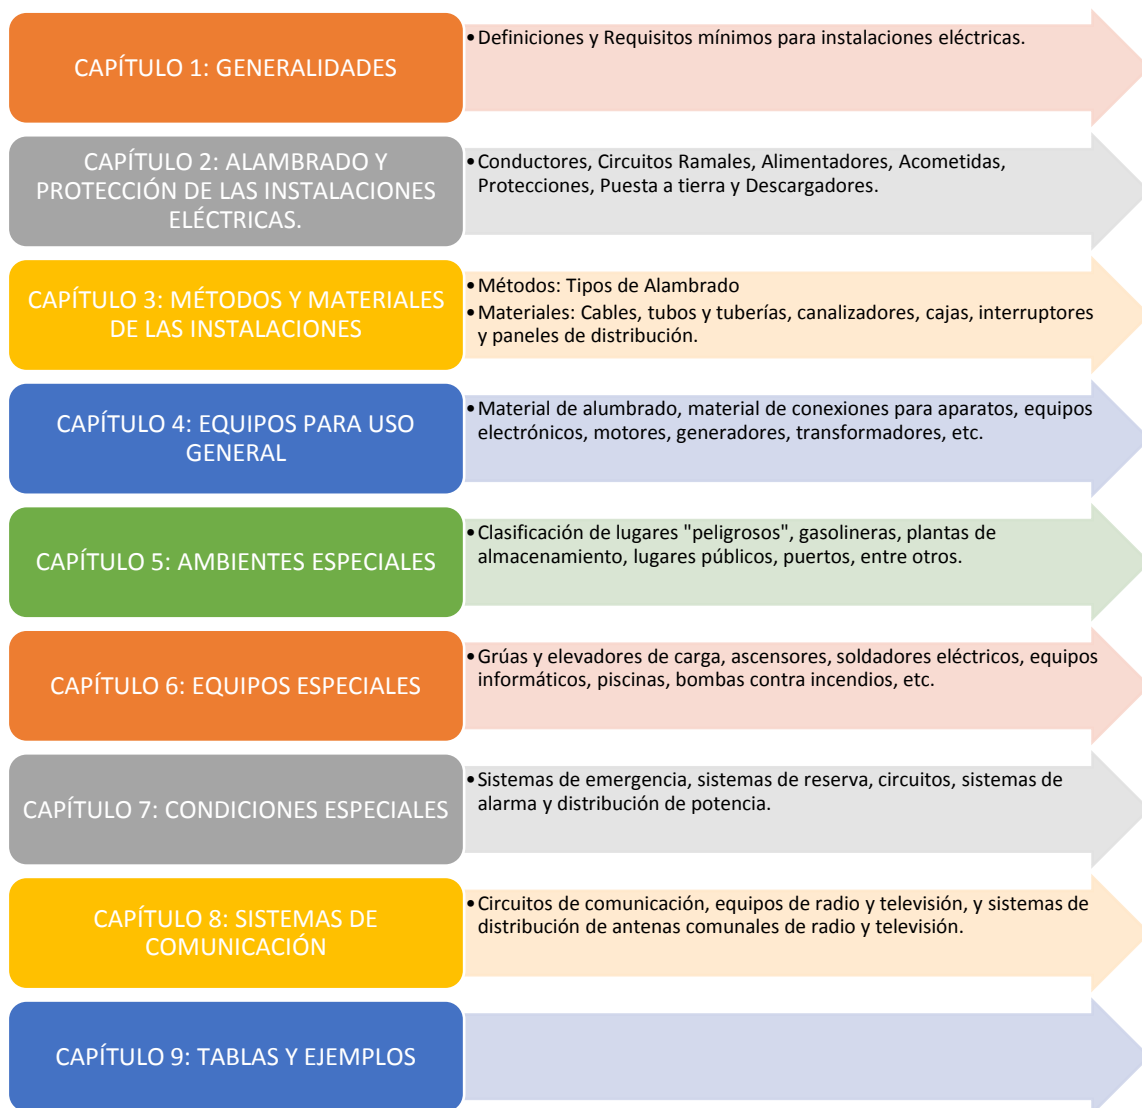 CAPÍTULO 1: GENERALIDADES
•Definiciones y Requisitos mínimos para instalaciones eléctricas.
CAPÍTULO 2: ALAMBRADO Y
PROTECCIÓN DE LAS INSTALACIONES
ELÉCTRICAS.
•Conductores, Circuitos Ramales, Alimentadores, Acometidas,
Protecciones, Puesta a tierra y Descargadores.
CAPÍTULO 3: MÉTODOS Y MATERIALES
DE LAS INSTALACIONES
•Métodos: Tipos de Alambrado
•Materiales: Cables, tubos y tuberías, canalizadores, cajas, interruptores
y paneles de distribución.
CAPÍTULO 4: EQUIPOS PARA USO
GENERAL
•Material de alumbrado, material de conexiones para aparatos, equipos
electrónicos, motores, generadores, transformadores, etc.
CAPÍTULO 5: AMBIENTES ESPECIALES
•Clasificación de lugares "peligrosos", gasolineras, plantas de
almacenamiento, lugares públicos, puertos, entre otros.
CAPÍTULO 6: EQUIPOS ESPECIALES
•Grúas y elevadores de carga, ascensores, soldadores eléctricos, equipos
informáticos, piscinas, bombas contra incendios, etc.
CAPÍTULO 7: CONDICIONES ESPECIALES
•Sistemas de emergencia, sistemas de reserva, circuitos, sistemas de
alarma y distribución de potencia.
CAPÍTULO 8: SISTEMAS DE
COMUNICACIÓN
•Circuitos de comunicación, equipos de radio y televisión, y sistemas de
distribución de antenas comunales de radio y televisión.
CAPÍTULO 9: TABLAS Y EJEMPLOS